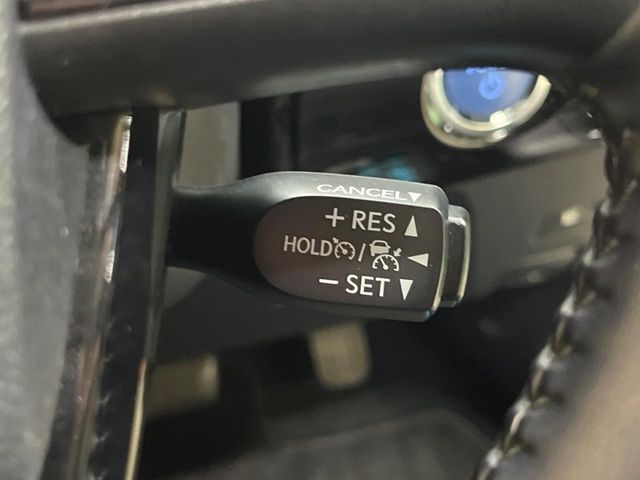 CANCEL▼
+ RES ▲
HOLD / ◀
− SET ▼